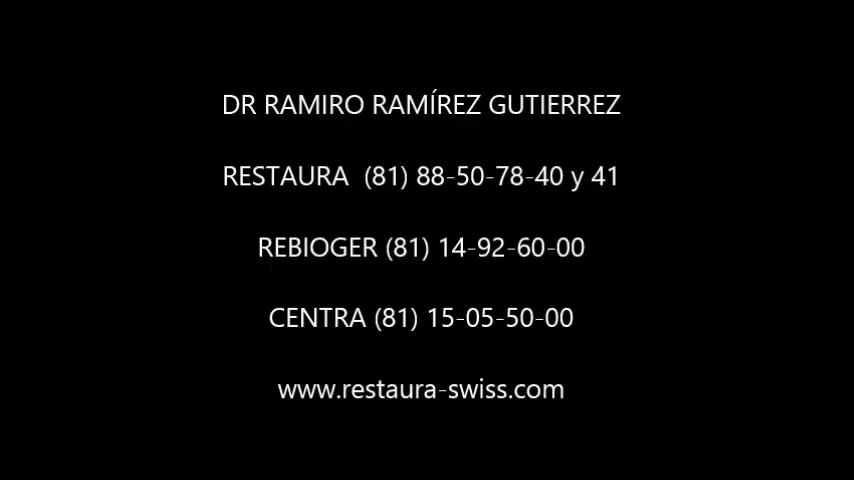 DR RAMIRO RAMÍREZ GUTIERREZ
RESTAURA  (81) 88-50-78-40 y 41
REBIOGER (81) 14-92-60-00
CENTRA (81) 15-05-50-00
www.restaura-swiss.com